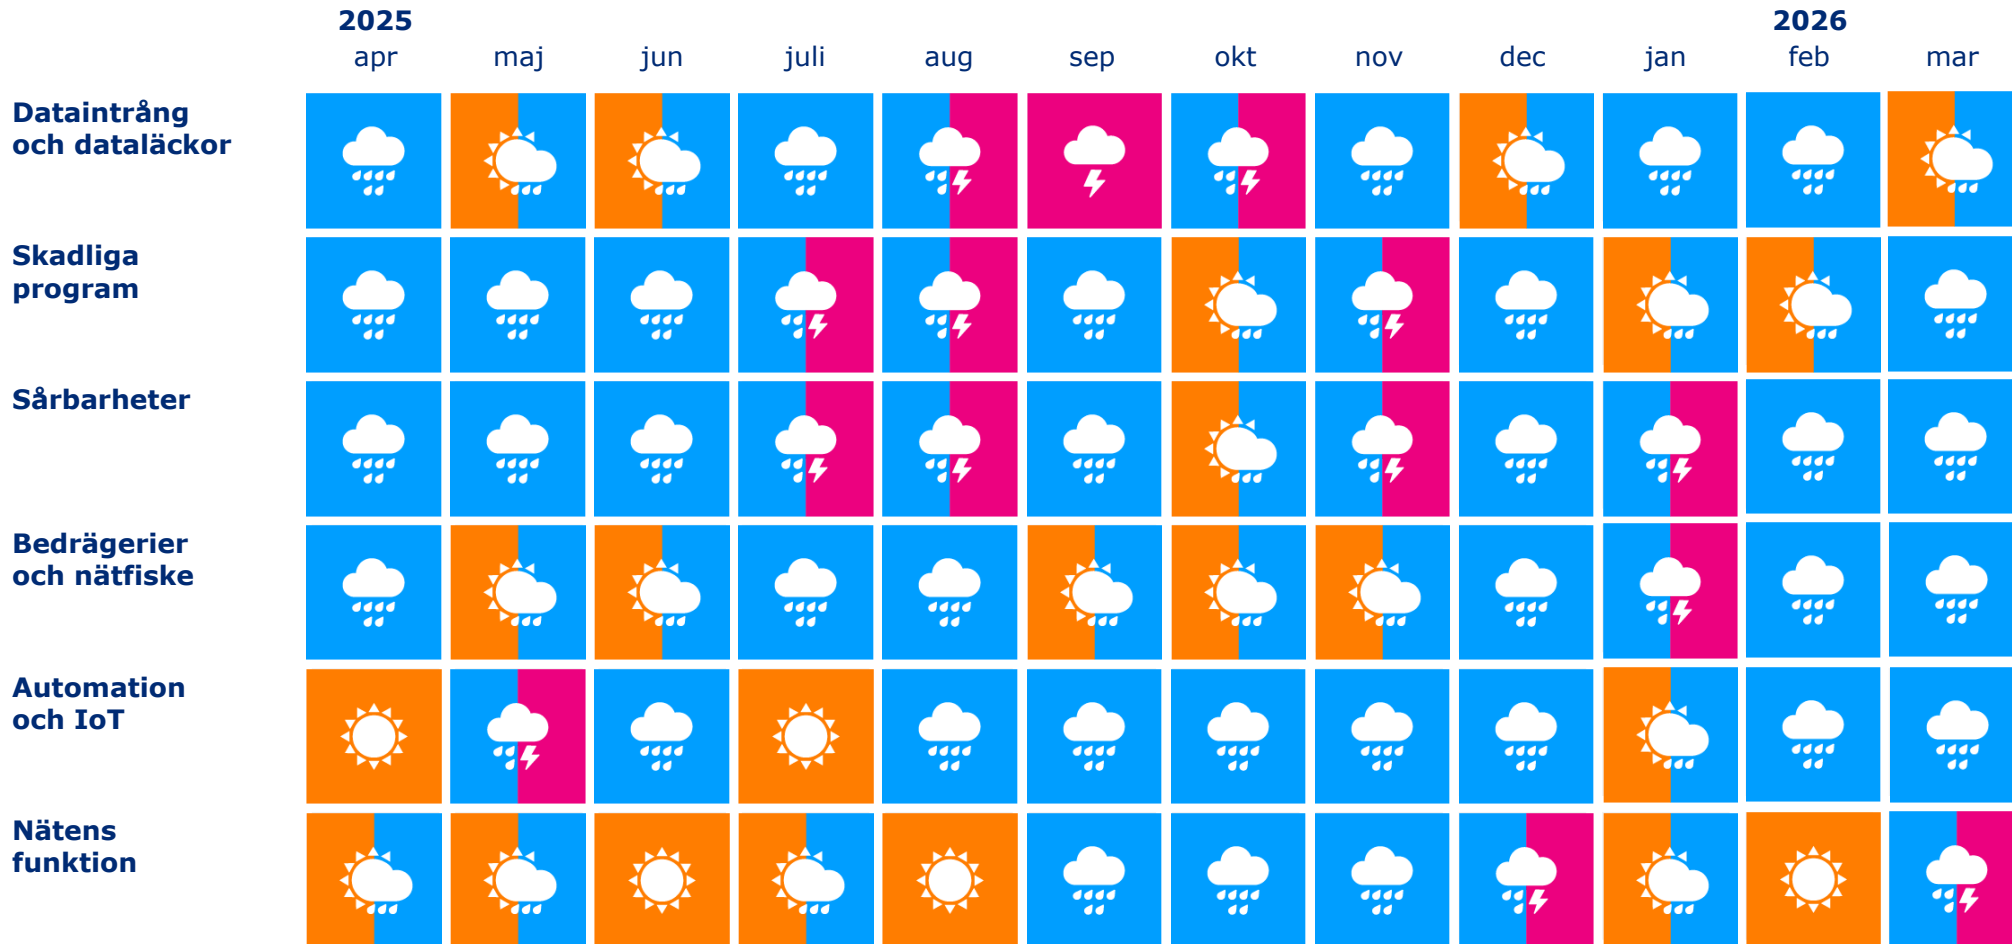 2025 2026
apr maj jun juli aug sep okt nov dec jan feb mar
Dataintrång
och dataläckor
Skadliga
program
Sårbarheter
Bedrägerier
och nätfiske
Automation
och IoT
Nätens
funktion